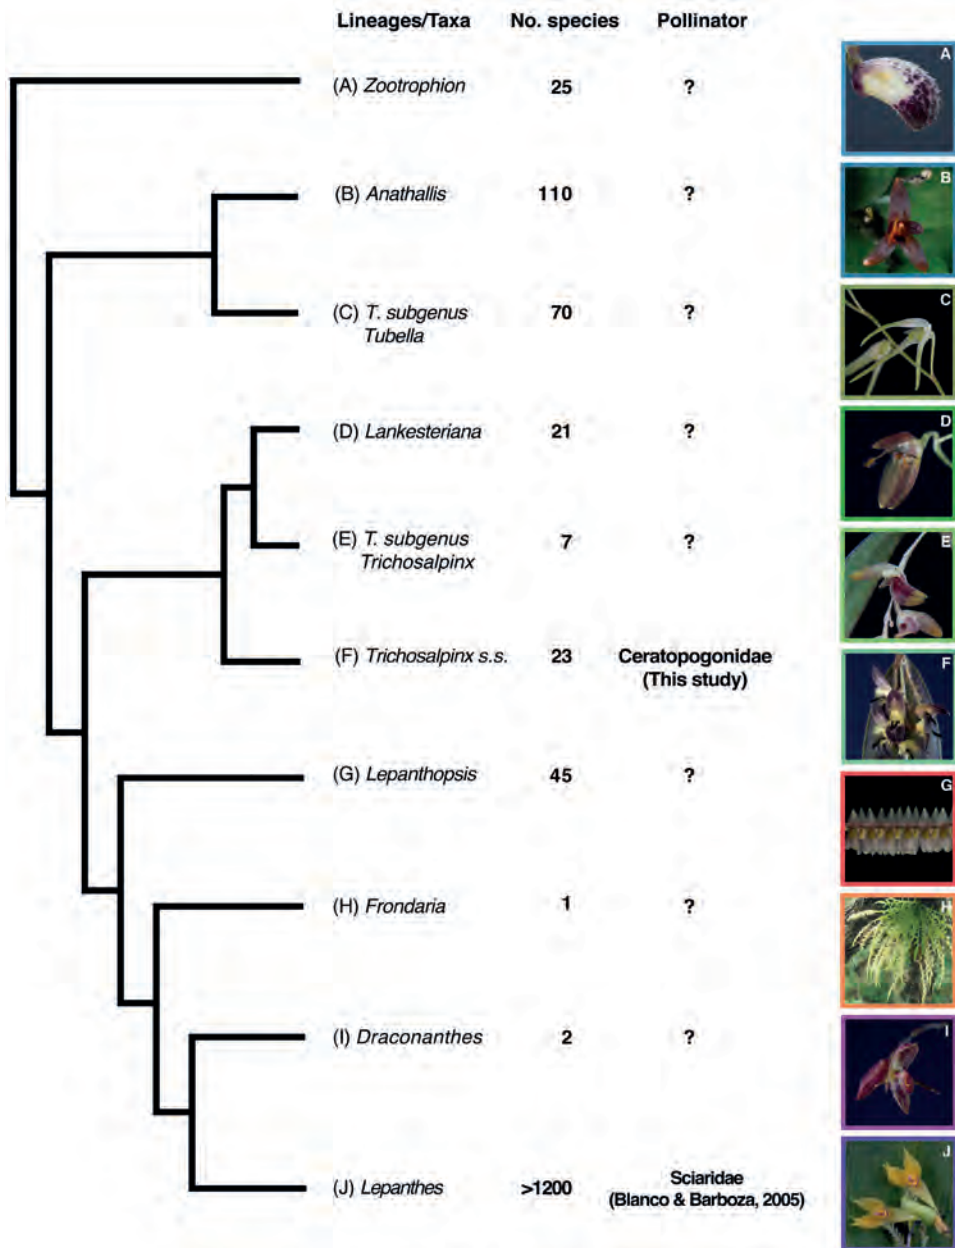 Lineages/Taxa No. species Pollinator
A
(A) Zootrophion 25 ?
B
(B) Anathallis 110 ?
C
(C) T. subgenus 70 ?
Tubella
D
(D) Lankesteriana 21 ?
E
(E) T. subgenus 7 ?
Trichosalpinx
(F) Trichosalpinx s.s. 23 Ceratopogonidae
(This study)
F
(G) Lepanthopsis 45 ?
G
(H) Frondaria 1 ?
H
(I) Draconanthes 2 ?
I
J
Sciaridae
(J) Lepanthes >1200
(Blanco & Barboza, 2005)